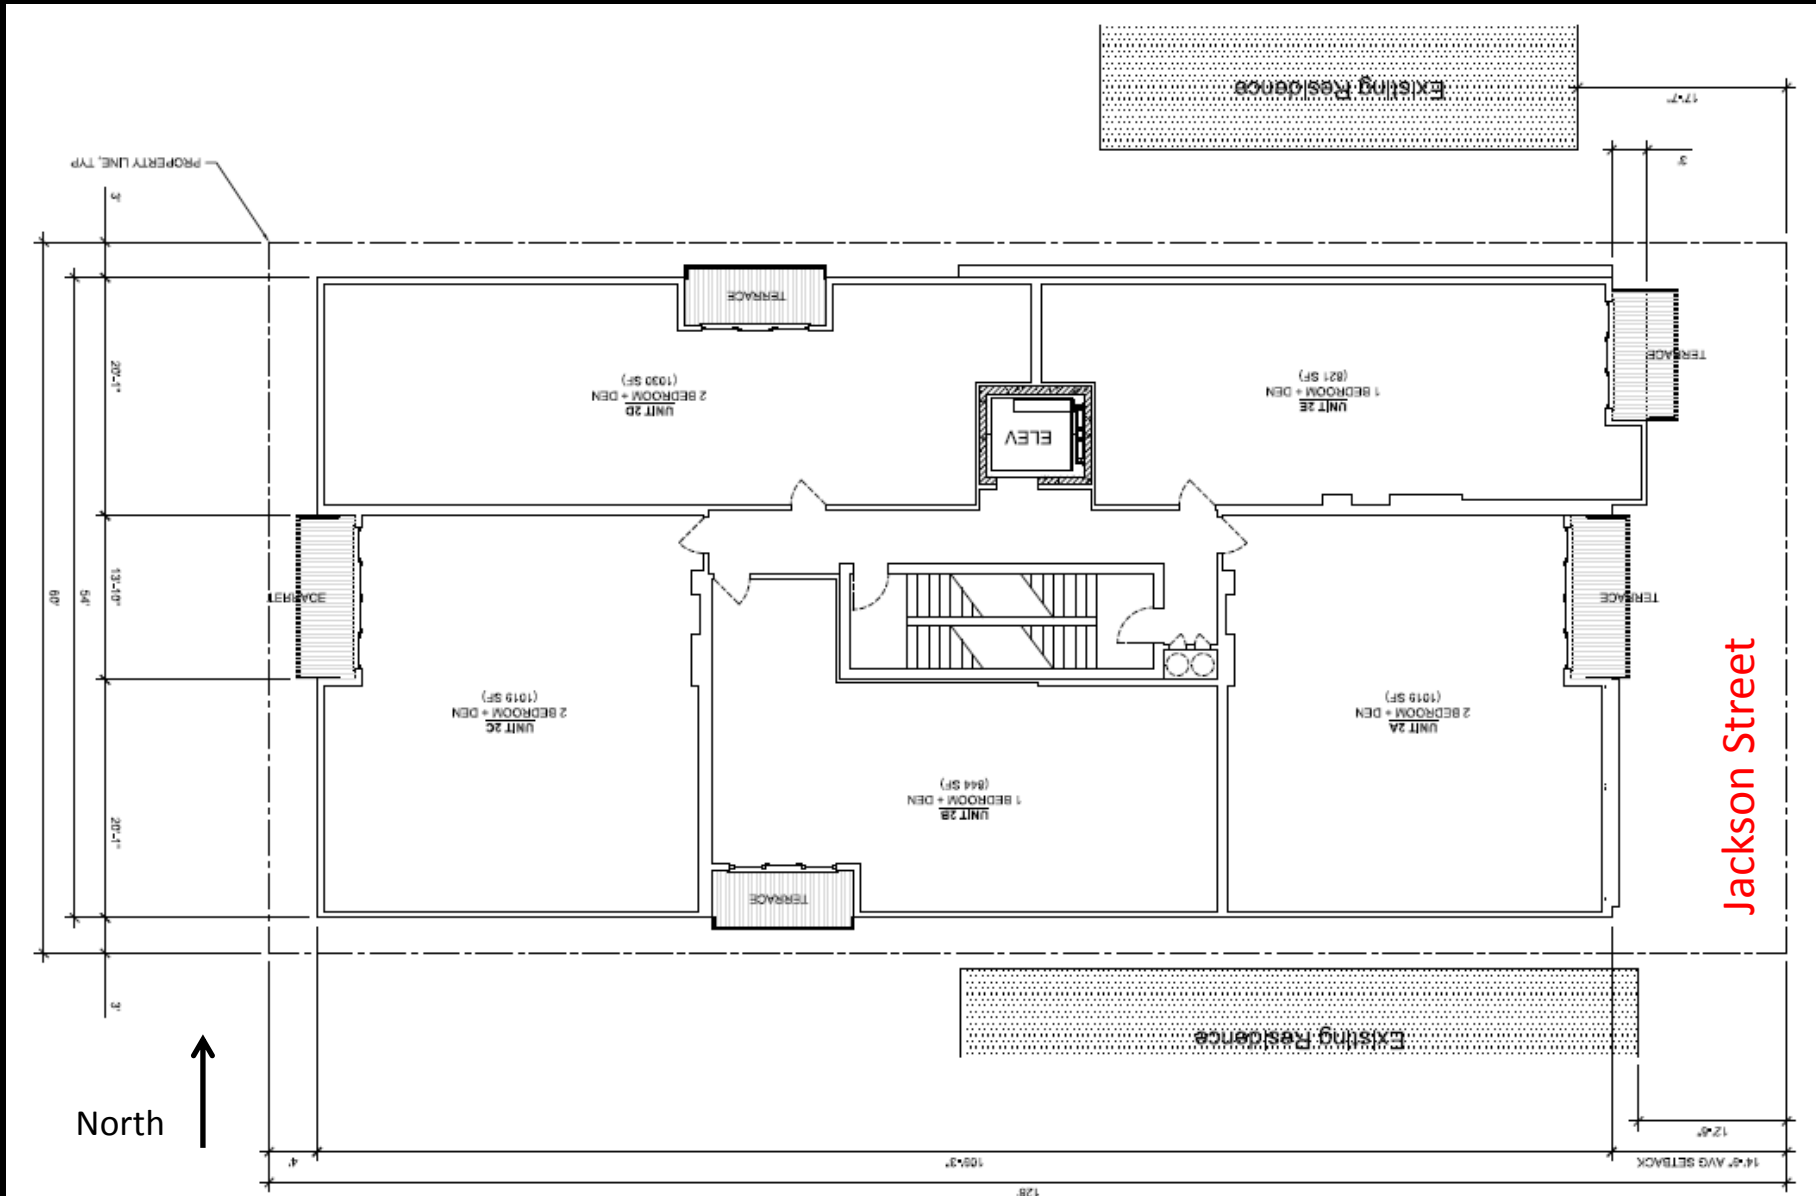 Existing Residence
17'-7"
3'
PROPERTY LINE, TYP
3'
TERRACE
TERRACE
20'-1"
UNIT 2D
2 BEDROOM + DEN
(1030 SF)
UNIT 2E
1 BEDROOM + DEN
(821 SF)
ELEV
60'
54'
13'-10"
TERRACE
TERRACE
UNIT 2C
2 BEDROOM + DEN
(1019 SF)
UNIT 2A
2 BEDROOM + DEN
(1019 SF)
Jackson Street
UNIT 2B
1 BEDROOM + DEN
(844 SF)
20'-1"
TERRACE
3'
Existing Residence
North
12'-6"
4'
109'-3"
14'-9" AVG SETBACK
128'